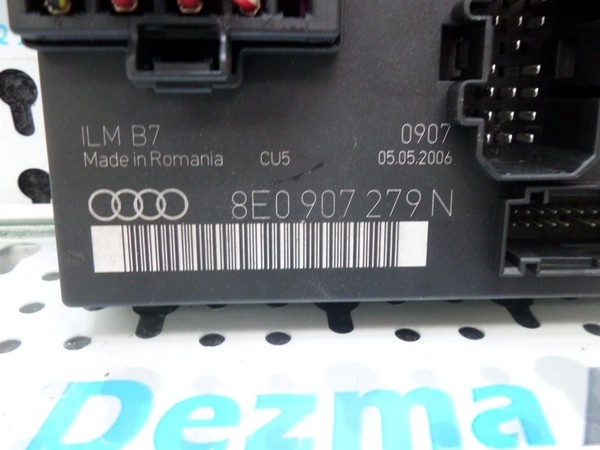 ILM B7 0907
Made in Romania CU5 05.05.2006
8E0 907 279 N
Dezma